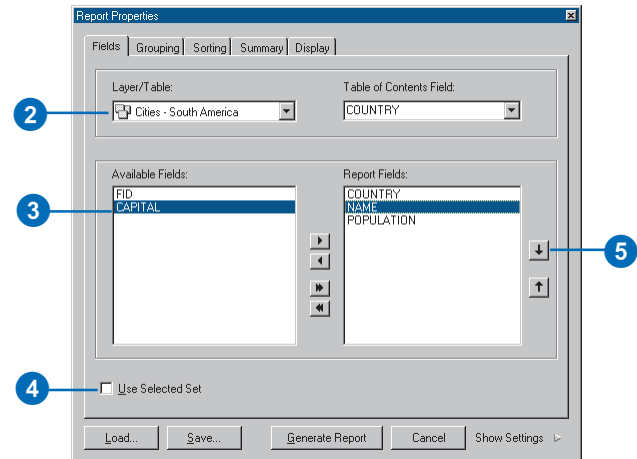 Report Properties
Fields Grouping Sorting Summary Display
Layer/Table: Table of Contents Field:
2 Cities - South America COUNTRY
Available Fields: Report Fields:
FID COUNTRY
3 CAPITAL NAME
POPULATION
5
4 Use Selected Set
Load... Save... Generate Report Cancel Show Settings